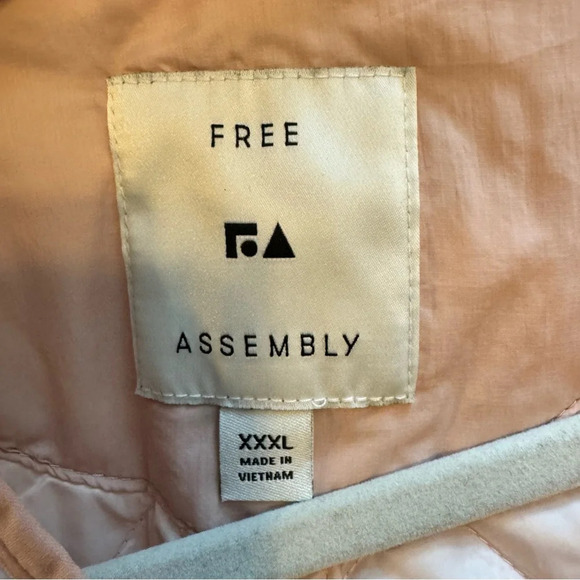 FREE
ASSEMBLY
XXXL
MADE IN
VIETNAM